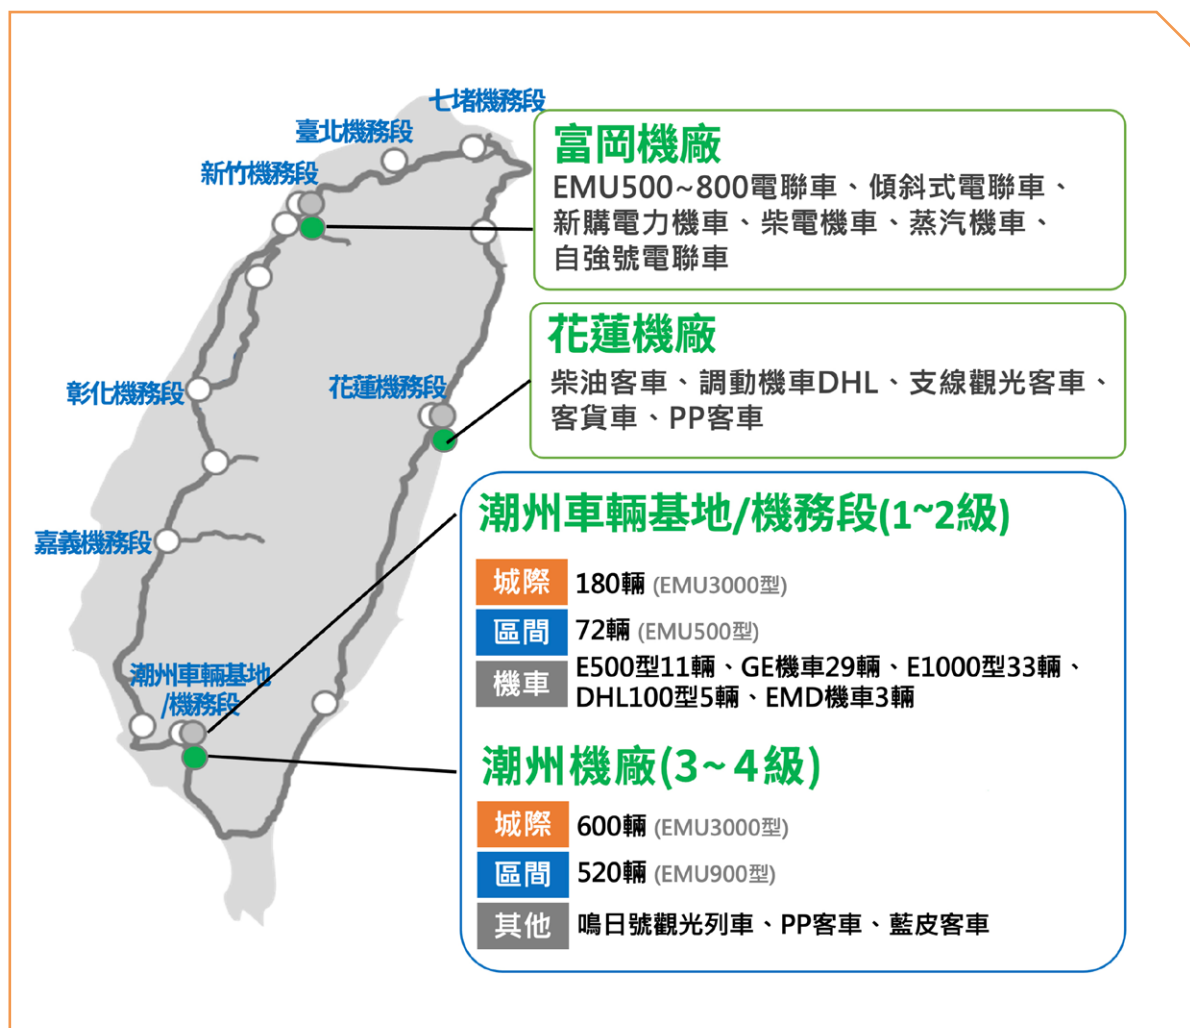 七堵機務段
臺北機務段
新竹機務段
富岡機廠
EMU500~800電聯車、傾斜式電聯車、
新購電力機車、柴電機車、蒸汽機車、
自強號電聯車
花蓮機廠
柴油客車、調動機車DHL、支線觀光客車、
客貨車、PP客車
彰化機務段
花蓮機務段
嘉義機務段
潮州車輛基地
/機務段
潮州車輛基地/機務段(1~2級)
城際 180輛 (EMU3000型)
區間 72輛 (EMU500型)
機車 E500型11輛、GE機車29輛、E1000型33輛、
DHL100型5輛、EMD機車3輛
潮州機廠(3~4級)
城際 600輛 (EMU3000型)
區間 520輛 (EMU900型)
其他 鳴日號觀光列車、PP客車、藍皮客車